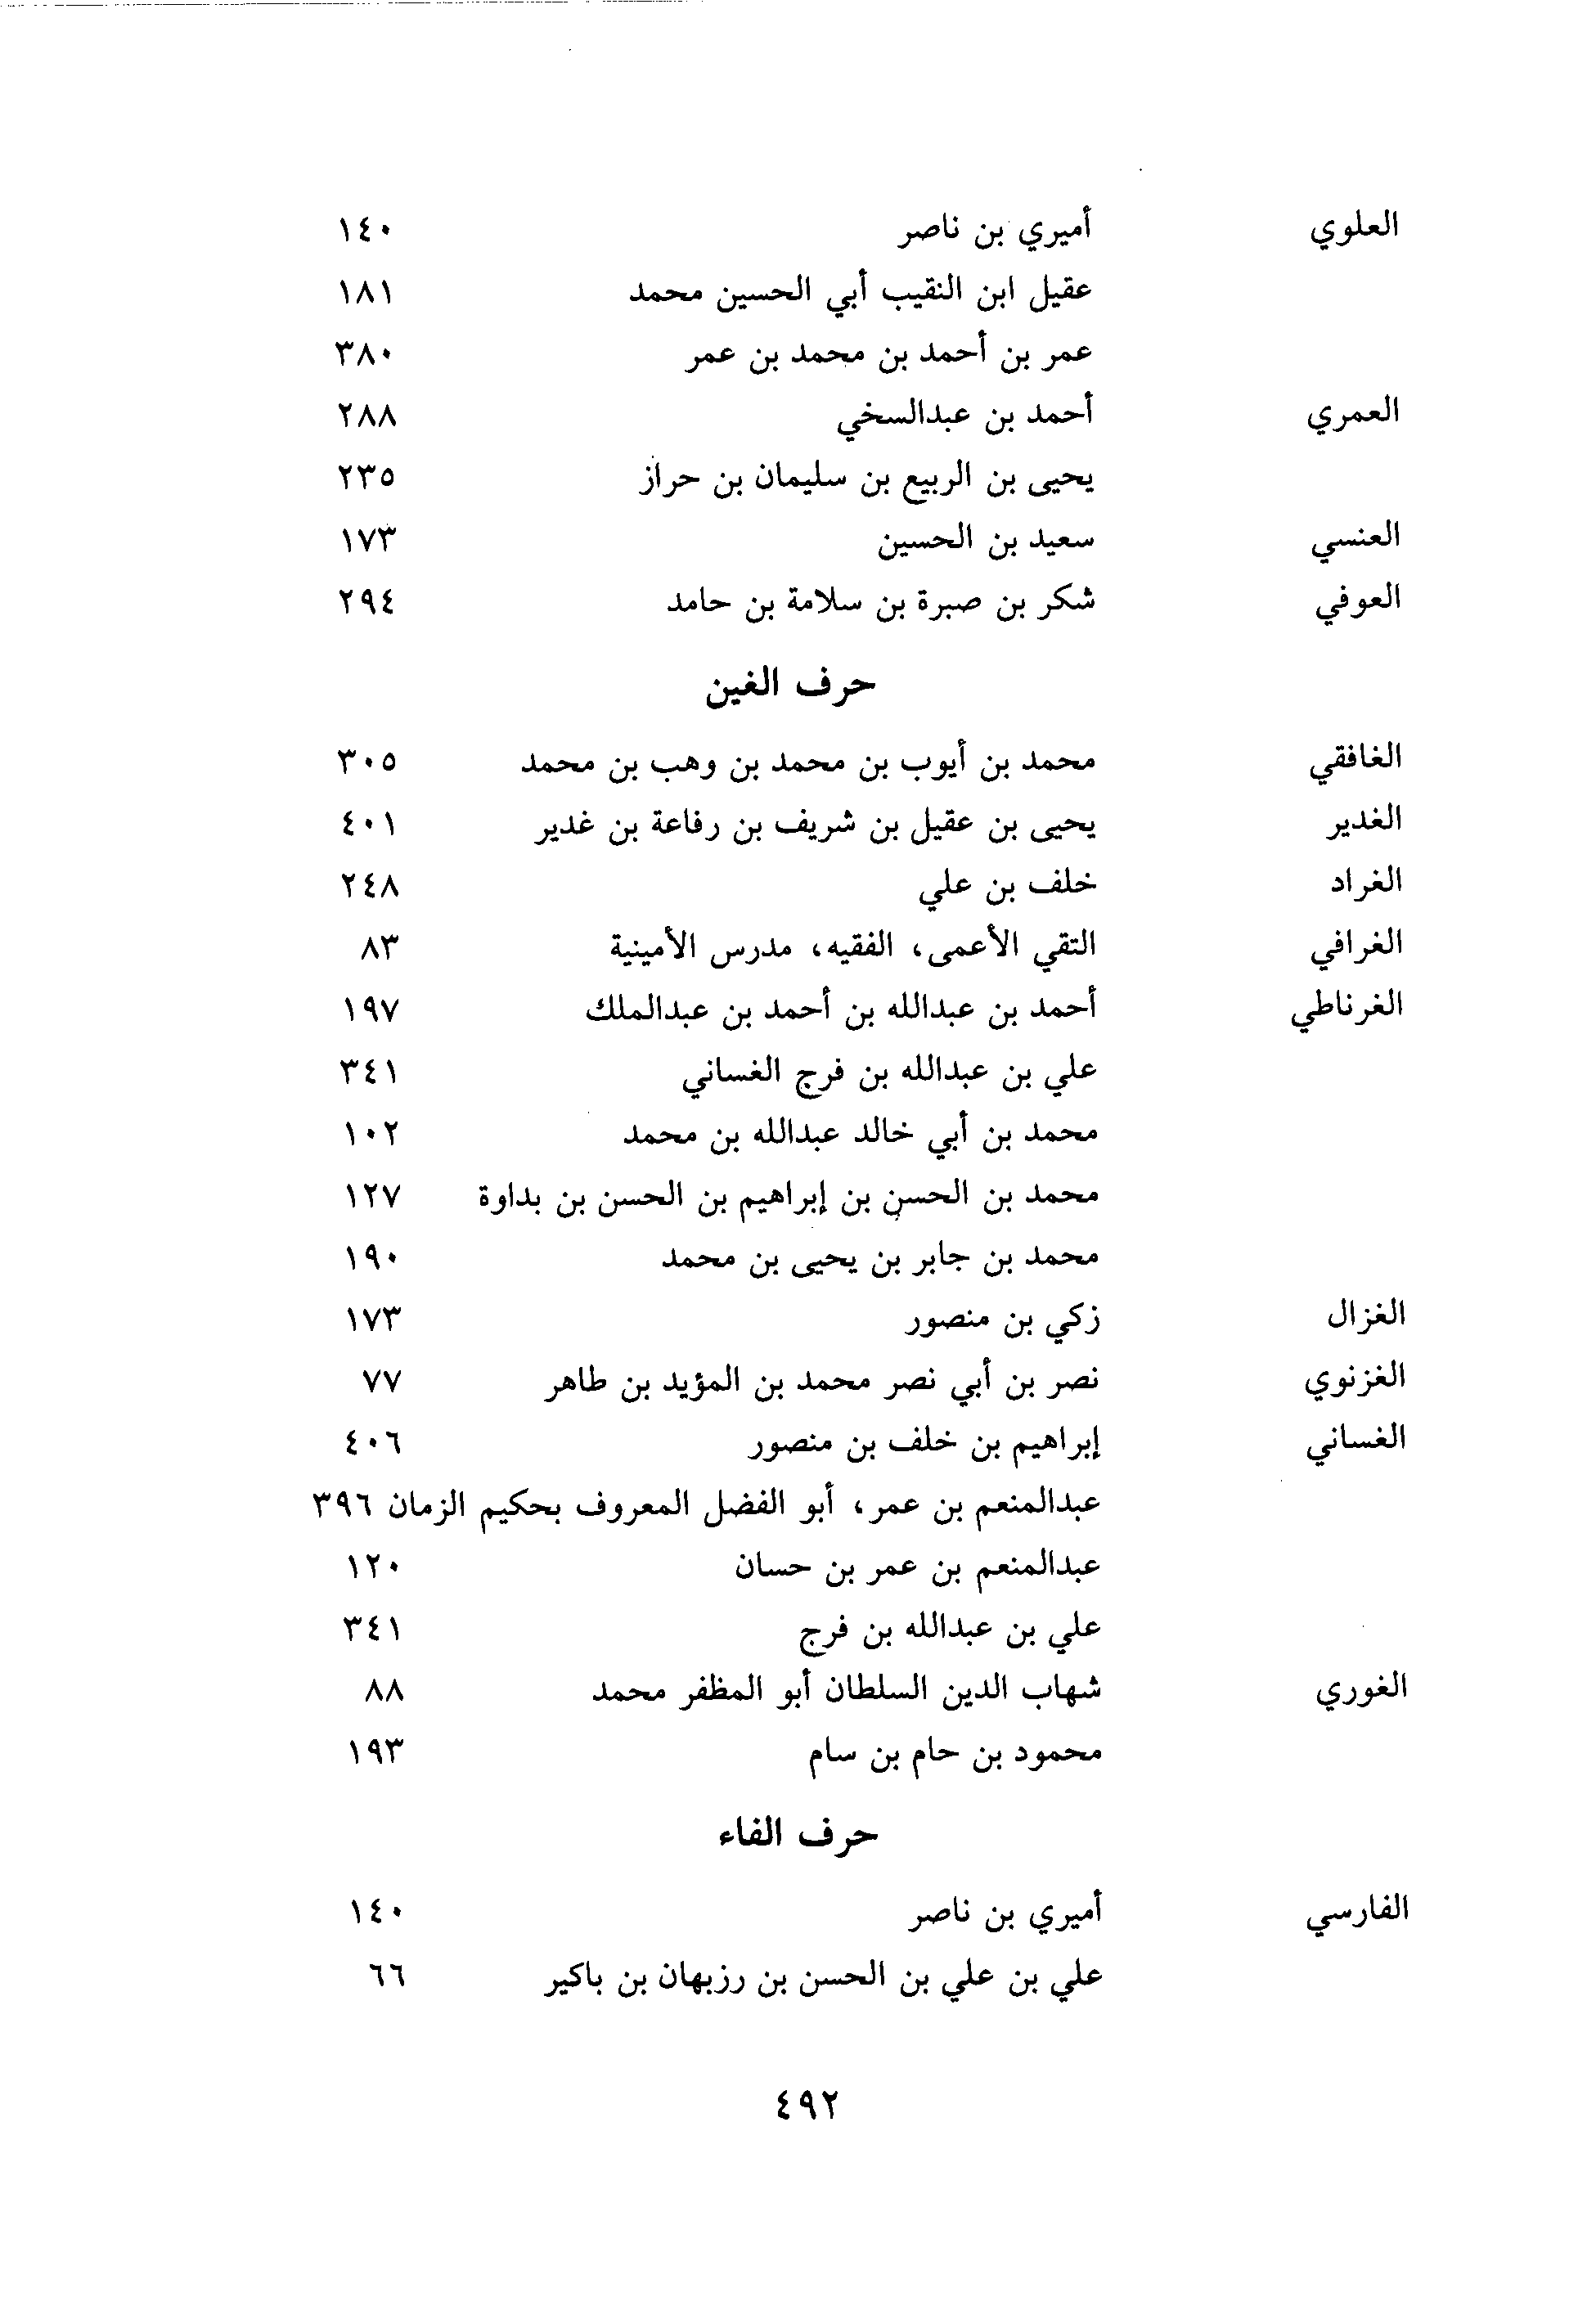 العلوي أميري بن ناصر ١٤٠
عقيل ابن النقيب أبي الحسين محمد ١٨١
عمر بن أحمد بن محمد بن عمر ٣٨٠
العمري أحمد بن عبدالسخي ٢٨٨
يحيى بن الربيع بن سليمان بن حراز ٢٣٥
العنسي سعيد بن الحسين ١٧٣
العوفي شكر بن صبرة بن سلامة بن حامد ٢٩٤
حرف الغين
الغافقي محمد بن أيوب بن محمد بن وهب بن محمد ٣٠٥
الغدير يحيى بن عقيل بن شريف بن رفاعة بن غدير ٤٠١
الغراد خلف بن علي ٢٤٨
الغرافي التقي الأعمى، الفقيه، مدرس الأمينية ٨٣
الغرناطي أحمد بن عبدالله بن أحمد بن عبدالملك ١٩٧
علي بن عبدالله بن فرج الغساني ٣٤١
محمد بن أبي خالد عبدالله بن محمد ١٠٢
محمد بن الحسن بن إبراهيم بن الحسن بن بداوة ١٢٧
محمد بن جابر بن يحيى بن محمد ١٩٠
الغزال زكي بن منصور ١٧٣
الغزنوي نصر بن أبي نصر محمد بن المؤيد بن طاهر ٧٧
الغساني إبراهيم بن خلف بن منصور ٤٠٦
عبدالمنعم بن عمر، أبو الفضل المعروف بحكيم الزمان ٣٩٦
عبدالمنعم بن عمر بن حسان ١٢٠
علي بن عبدالله بن فرج ٣٤١
الغوري شهاب الدين السلطان أبو المظفر محمد ٨٨
محمود بن حام بن سام ١٩٣
حرف الفاء
الفارسي أميري بن ناصر ١٤٠
علي بن علي بن الحسن بن رزبهان بن باكير ٦٦
٤٩٢